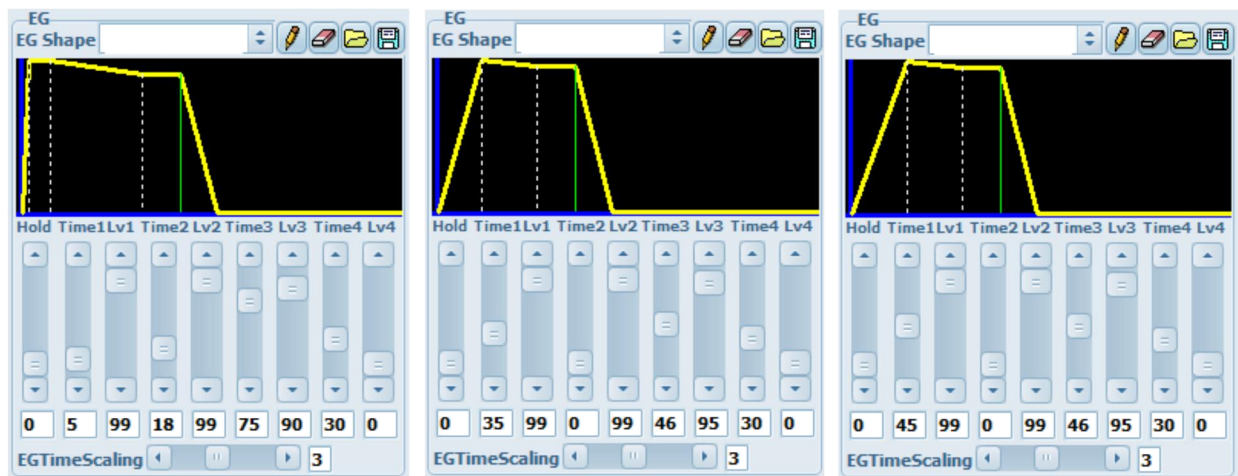 EG
EG Shape
Hold Time1 Lv1 Time2 Lv2 Time3 Lv3 Time4 Lv4
0 5 99 18 99 75 90 30 0
EGTimeScaling 3
EG
EG Shape
Hold Time1 Lv1 Time2 Lv2 Time3 Lv3 Time4 Lv4
0 35 99 0 99 46 95 30 0
EGTimeScaling 3
EG
EG Shape
Hold Time1 Lv1 Time2 Lv2 Time3 Lv3 Time4 Lv4
0 45 99 0 99 46 95 30 0
EGTimeScaling 3